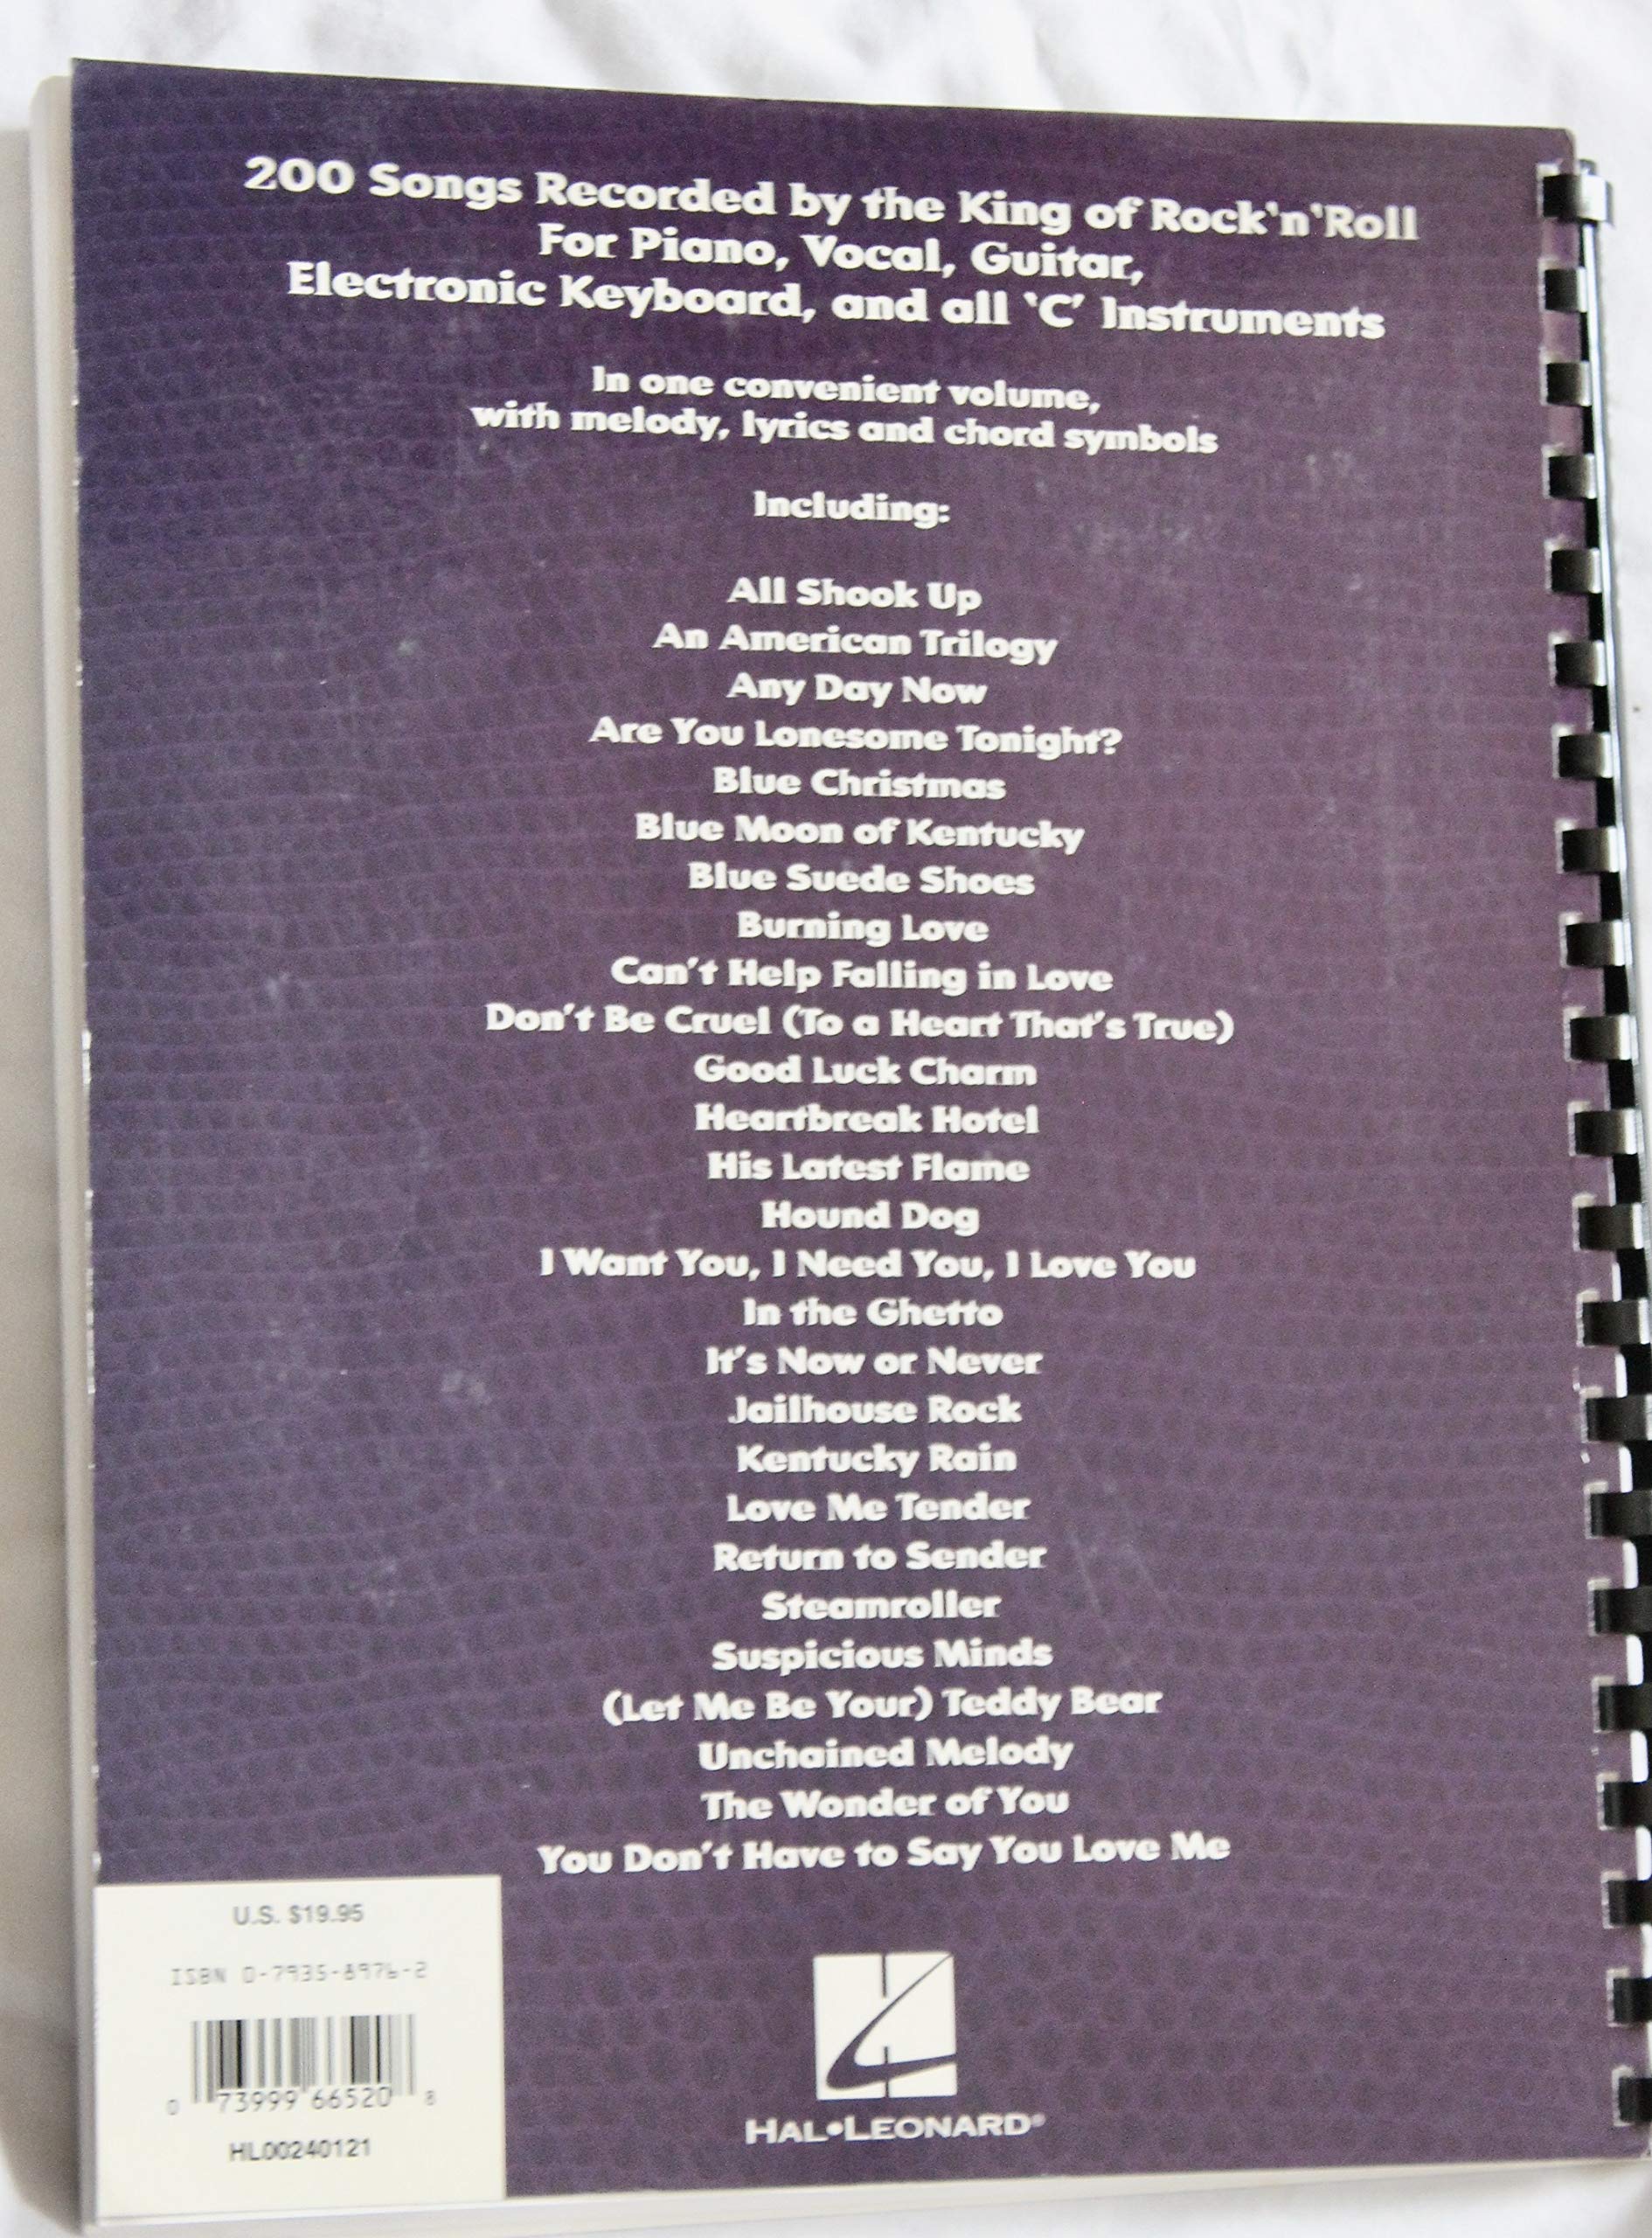 200 Songs Recorded by the King of Rock'n'Roll
For Piano, Vocal, Guitar,
Electronic Keyboard, and all 'C' Instruments
In one convenient volume,
with melody, lyrics and chord symbols
Including:
All Shook Up
An American Trilogy
Any Day Now
Are You Lonesome Tonight?
Blue Christmas
Blue Moon of Kentucky
Blue Suede Shoes
Burning Love
Can't Help Falling in Love
Don't Be Cruel (To a Heart That's True)
Good Luck Charm
Heartbreak Hotel
His Latest Flame
Hound Dog
I Want You, I Need You, I Love You
In the Ghetto
It's Now or Never
Jailhouse Rock
Kentucky Rain
Love Me Tender
Return to Sender
Steamroller
Suspicious Minds
(Let Me Be Your) Teddy Bear
Unchained Melody
The Wonder of You
You Don't Have to Say You Love Me
U.S. $19.95
ISBN 0-7935-8976-2
0 73999 66520 8
HL00240121
HAL•LEONARD®